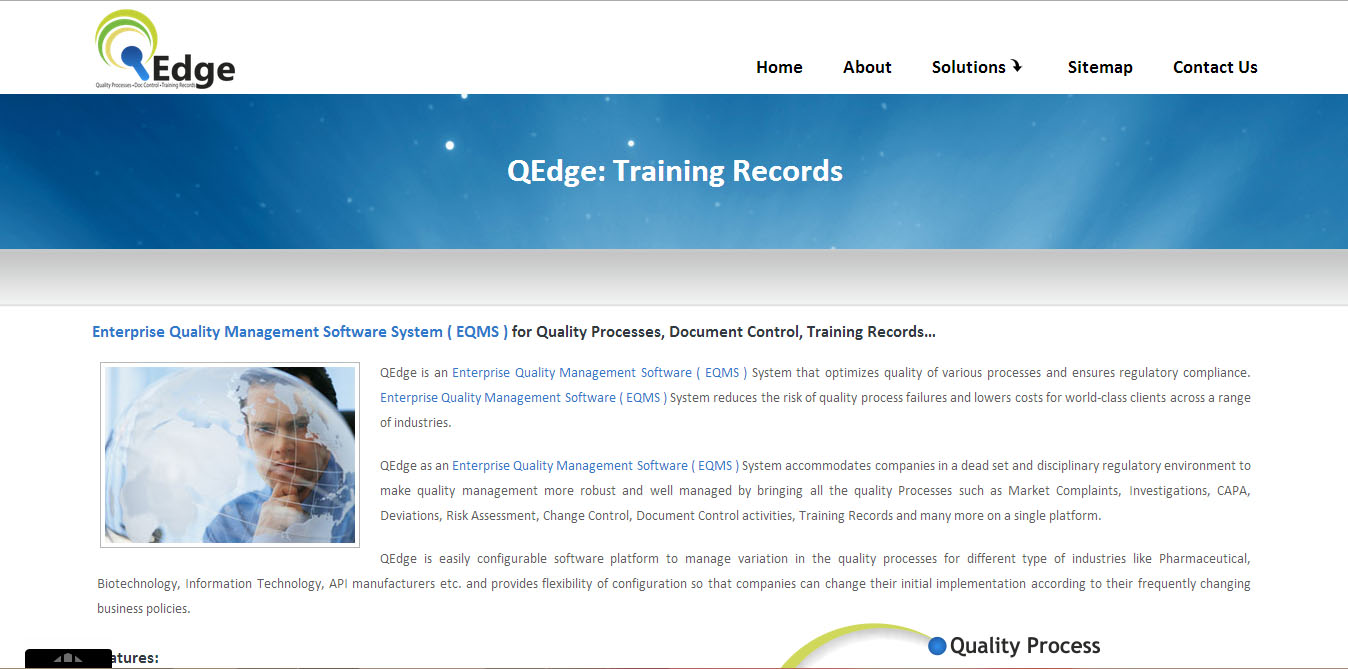 QEdge
Quality Processes •Doc Control •Training Records
Home About Solutions Sitemap Contact Us
QEdge: Training Records
Enterprise Quality Management Software System ( EQMS ) for Quality Processes, Document Control, Training Records...
QEdge is an Enterprise Quality Management Software ( EQMS ) System that optimizes quality of various processes and ensures regulatory compliance.
Enterprise Quality Management Software ( EQMS ) System reduces the risk of quality process failures and lowers costs for world-class clients across a range
of industries.
QEdge as an Enterprise Quality Management Software ( EQMS ) System accommodates companies in a dead set and disciplinary regulatory environment to
make quality management more robust and well managed by bringing all the quality Processes such as Market Complaints, Investigations, CAPA,
Deviations, Risk Assessment, Change Control, Document Control activities, Training Records and many more on a single platform.
QEdge is easily configurable software platform to manage variation in the quality processes for different type of industries like Pharmaceutical,
Biotechnology, Information Technology, API manufacturers etc. and provides flexibility of configuration so that companies can change their initial implementation according to their frequently changing
business policies.
Quality Process
atures: